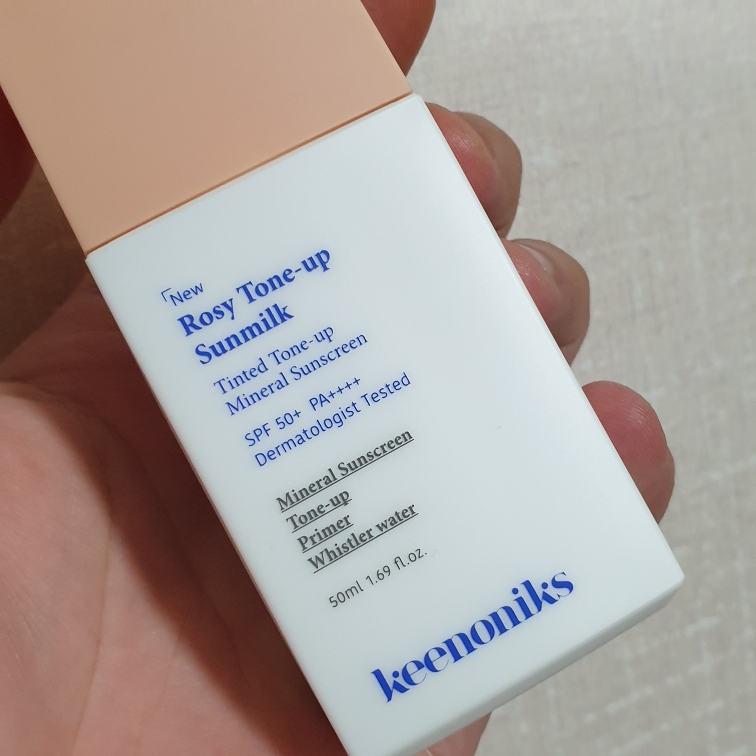 「New
Rosy Tone-up
Sunmilk
Tinted Tone-up
Mineral Sunscreen
SPF 50+ PA++++
Dermatologist Tested
Mineral Sunscreen
Tone-up
Primer
Whistler water
50ml 1.69 fl.oz.
keenoniks